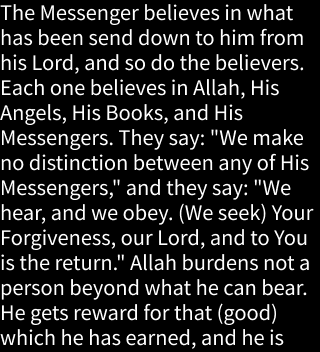 The Messenger believes in what
has been send down to him from
his Lord, and so do the believers.
Each one believes in Allah, His
Angels, His Books, and His
Messengers. They say: "We make
no distinction between any of His
Messengers," and they say: "We
hear, and we obey. (We seek) Your
Forgiveness, our Lord, and to You
is the return." Allah burdens not a
person beyond what he can bear.
He gets reward for that (good)
which he has earned, and he is